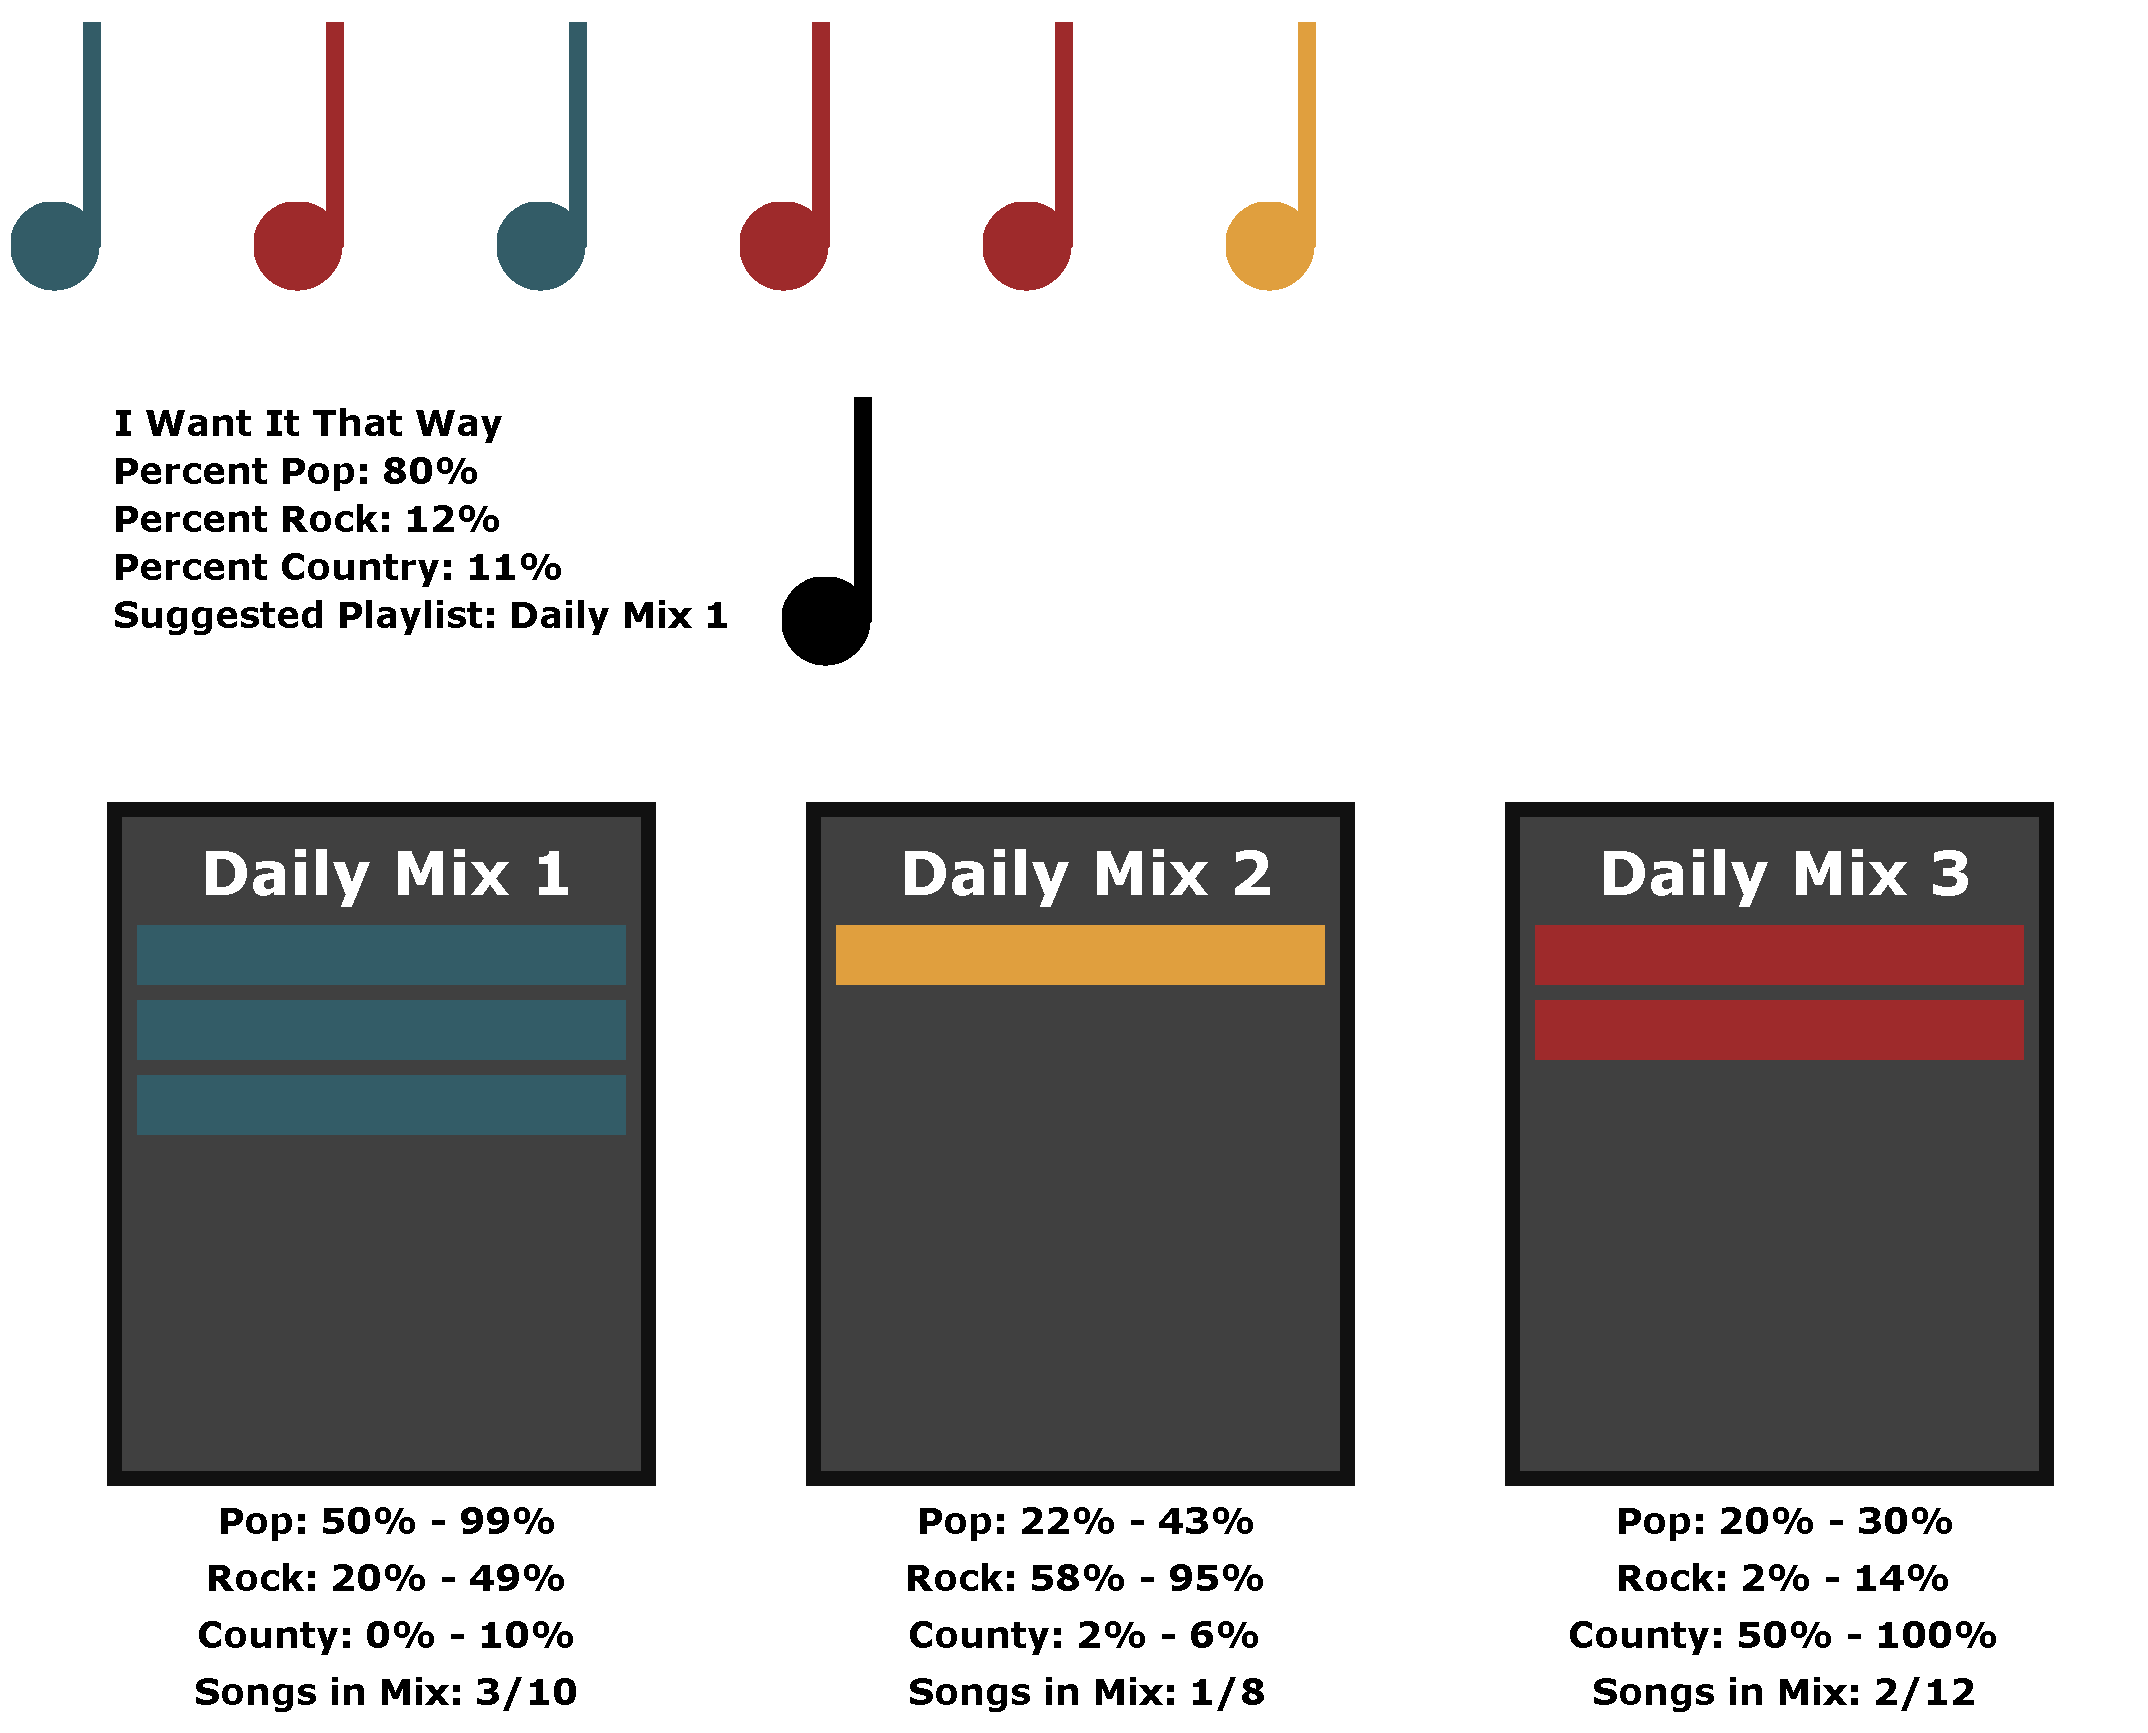 I Want It That Way
Percent Pop: 80%
Percent Rock: 12%
Percent Country: 11%
Suggested Playlist: Daily Mix 1
Daily Mix 1
Pop: 50% - 99%
Rock: 20% - 49%
County: 0% - 10%
Songs in Mix: 3/10
Daily Mix 2
Pop: 22% - 43%
Rock: 58% - 95%
County: 2% - 6%
Songs in Mix: 1/8
Daily Mix 3
Pop: 20% - 30%
Rock: 2% - 14%
County: 50% - 100%
Songs in Mix: 2/12